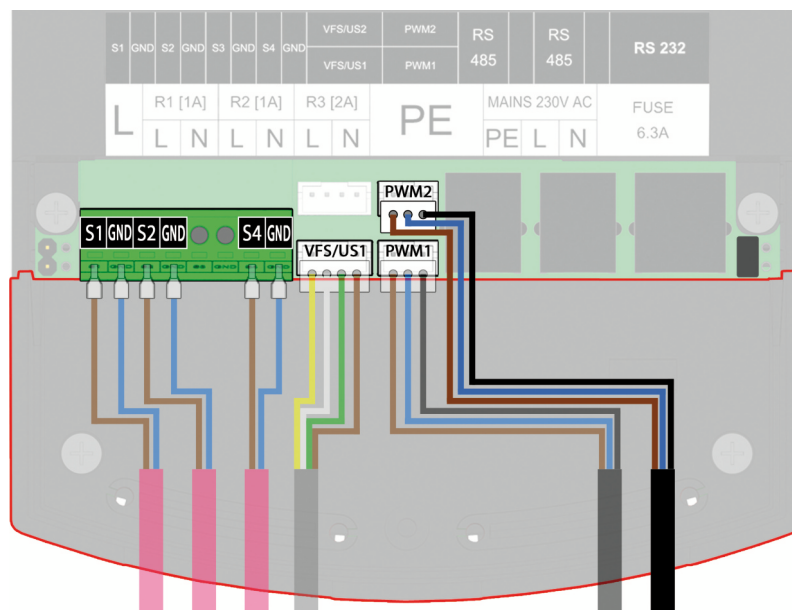 S1 GND S2 GND S3 GND S4 GND VFS/US2 PWM2 RS 485 RS 485 RS 232
VFS/US1 PWM1
L R1 [1A] R2 [1A] R3 [2A] PE MAINS 230V AC FUSE
L N L N L N PE L N 6.3A
PWM2
S1 GND S2 GND S4 GND
VFS/US1 PWM1